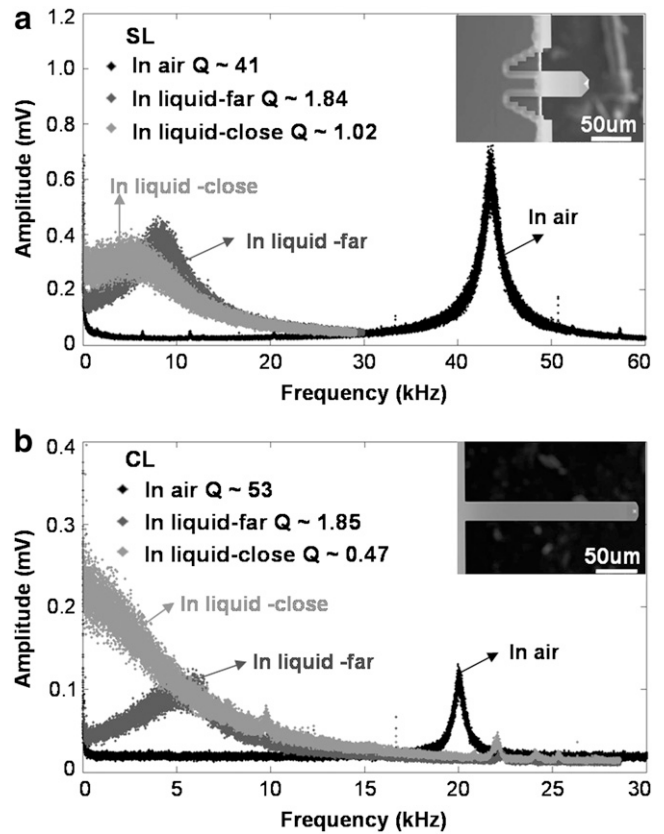 a
SL
In air Q ~ 41
In liquid-far Q ~ 1.84
In liquid-close Q ~ 1.02
In liquid -close
In liquid -far
In air
50um
Amplitude (mV)
1.2
1.0
0.8
0.6
0.4
0.2
0
0 10 20 30 40 50 60
Frequency (kHz)
b
CL
In air Q ~ 53
In liquid-far Q ~ 1.85
In liquid-close Q ~ 0.47
In liquid -close
In liquid -far
In air
50um
Amplitude (mV)
0.4
0.3
0.2
0.1
0
0 5 10 15 20 25 30
Frequency (kHz)